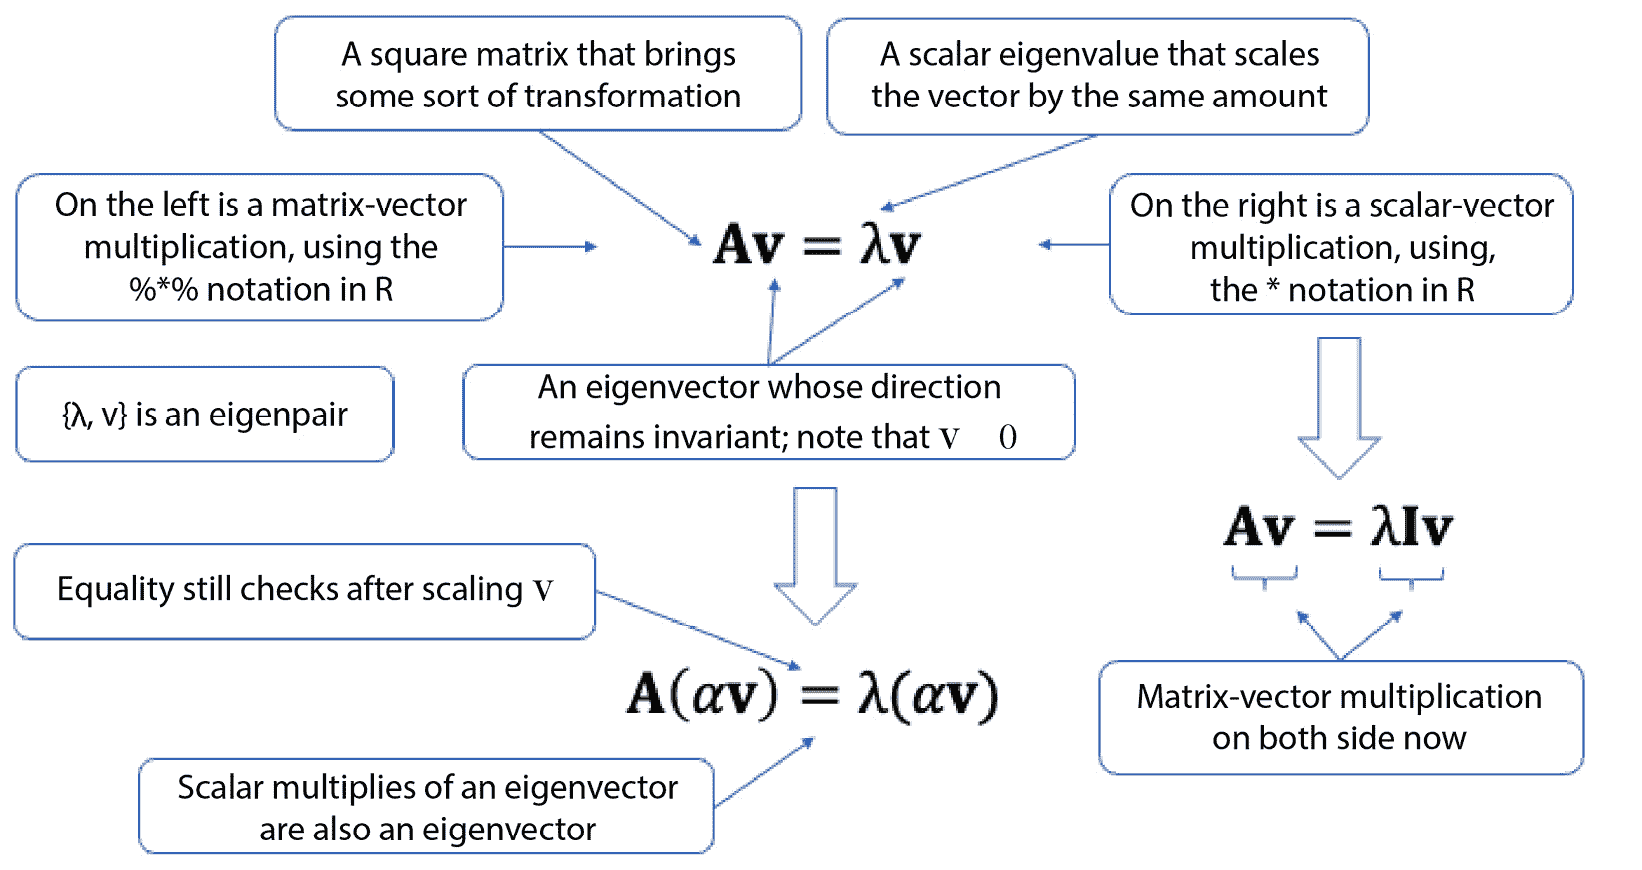 A square matrix that brings
some sort of transformation
A scalar eigenvalue that scales
the vector by the same amount
On the left is a matrix-vector
multiplication, using the
%*% notation in R
Av = λv
On the right is a scalar-vector
multiplication, using,
the * notation in R
{λ, v} is an eigenpair
An eigenvector whose direction
remains invariant; note that v 0
Av = λIv
Equality still checks after scaling v
A(αv) = λ(αv)
Matrix-vector multiplication
on both side now
Scalar multiplies of an eigenvector
are also an eigenvector